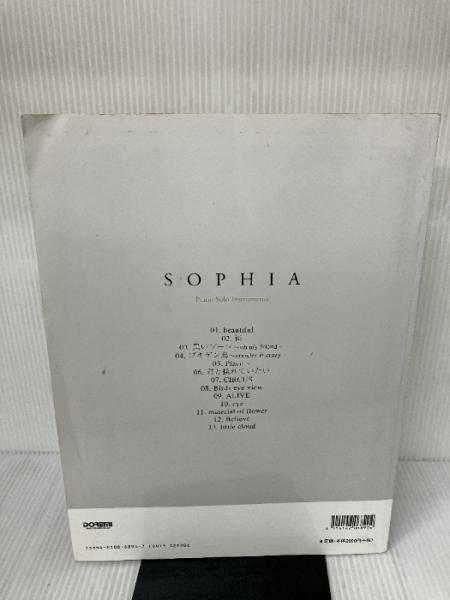 SOPHIA
Piano Solo Instruments
01. beautiful
02. 街
03. 黒いブーツ ~oh my friend~
04. ゴキゲン鳥 ~crawler is crazy~
05. Place~
06. 君と揺れていたい
07. CIRCUS
08. Birds eye view
09. ALIVE
10. eye
11. material of flower
12. Believe
13. little cloud
DOREMI